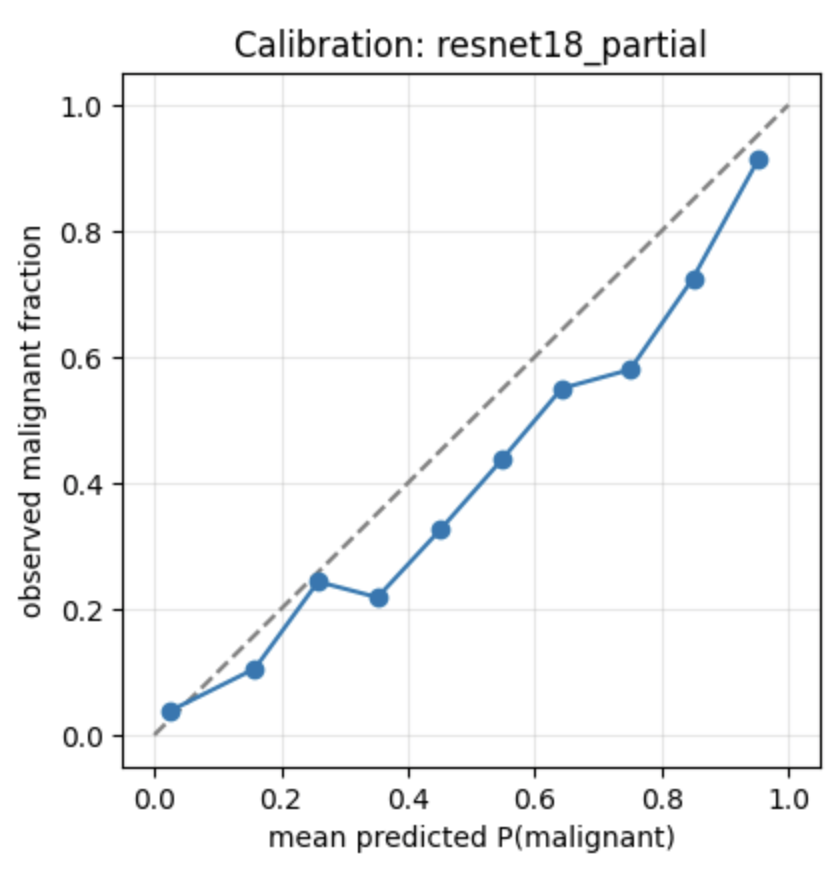 Calibration: resnet18_partial
observed malignant fraction
1.0
0.8
0.6
0.4
0.2
0.0
0.0 0.2 0.4 0.6 0.8 1.0
mean predicted P(malignant)